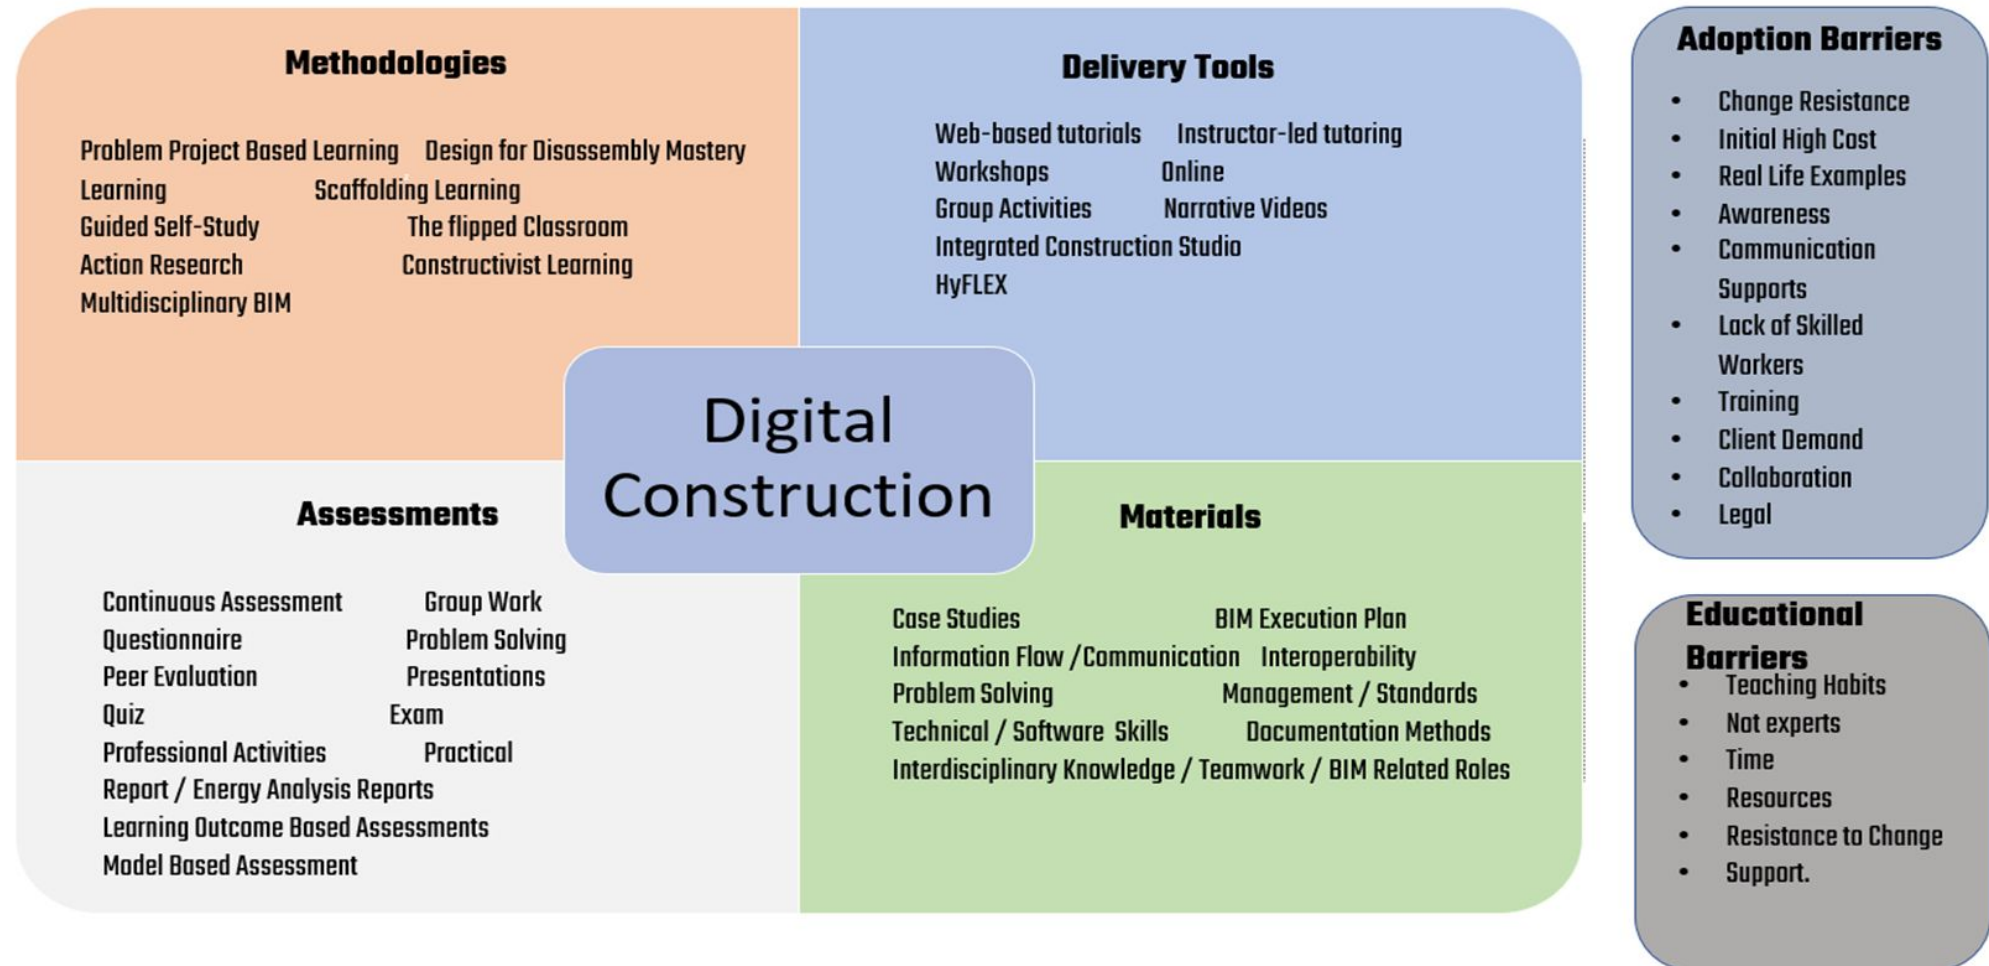 Methodologies
Problem Project Based Learning Design for Disassembly Mastery
Learning Scaffolding Learning
Guided Self-Study The flipped Classroom
Action Research Constructivist Learning
Multidisciplinary BIM
Delivery Tools
Web-based tutorials Instructor-led tutoring
Workshops Online
Group Activities Narrative Videos
Integrated Construction Studio
HyFLEX
Digital
Construction
Assessments
Continuous Assessment Group Work
Questionnaire Problem Solving
Peer Evaluation Presentations
Quiz Exam
Professional Activities Practical
Report / Energy Analysis Reports
Learning Outcome Based Assessments
Model Based Assessment
Materials
Case Studies BIM Execution Plan
Information Flow /Communication Interoperability
Problem Solving Management / Standards
Technical / Software Skills Documentation Methods
Interdisciplinary Knowledge / Teamwork / BIM Related Roles
Adoption Barriers
• Change Resistance
• Initial High Cost
• Real Life Examples
• Awareness
• Communication
Supports
• Lack of Skilled
Workers
• Training
• Client Demand
• Collaboration
• Legal
Educational
Barriers
• Teaching Habits
• Not experts
• Time
• Resources
• Resistance to Change
• Support.